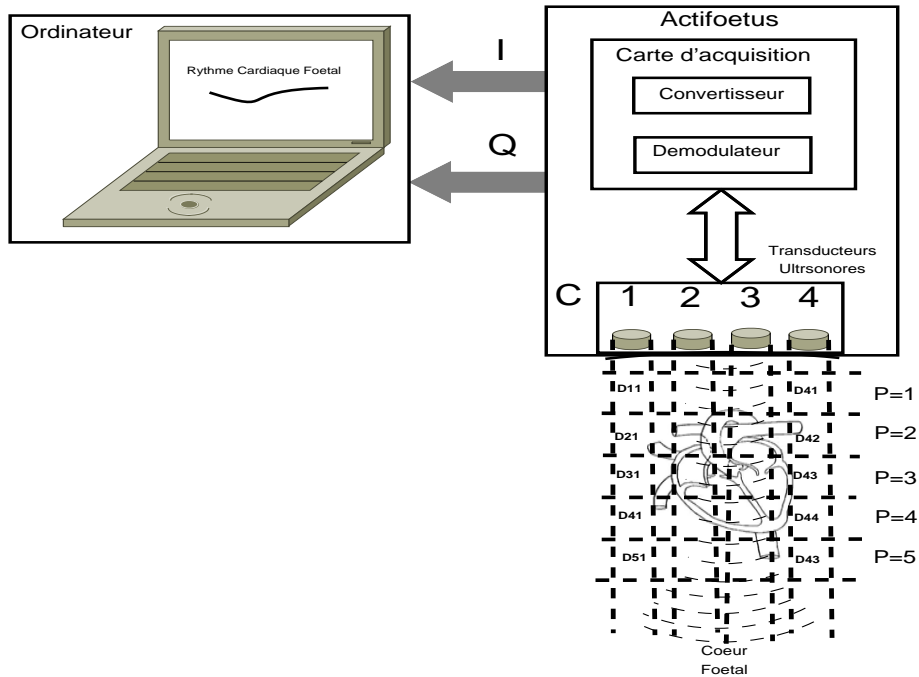 Ordinateur
Rythme Cardiaque Foetal
I
Q
Actifoetus
Carte d'acquisition
Convertisseur
Demodulateur
Transducteurs
Ultrsonores
C 1 2 3 4
D11 D41 P=1
D21 D42 P=2
D31 D43 P=3
D41 D44 P=4
D51 D43 P=5
Coeur
Foetal